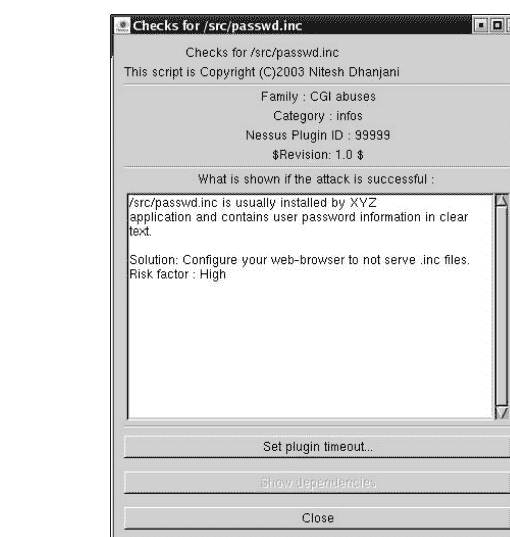 Checks for /src/passwd.inc
Checks for /src/passwd.inc
This script is Copyright (C)2003 Nitesh Dhanjani
Family : CGI abuses
Category : infos
Nessus Plugin ID : 99999
$Revision: 1.0 $
What is shown if the attack is successful :
/src/passwd.inc is usually installed by XYZ
application and contains user password information in clear
text.
Solution: Configure your web-browser to not serve .inc files.
Risk factor : High
Set plugin timeout...
Show dependencies
Close